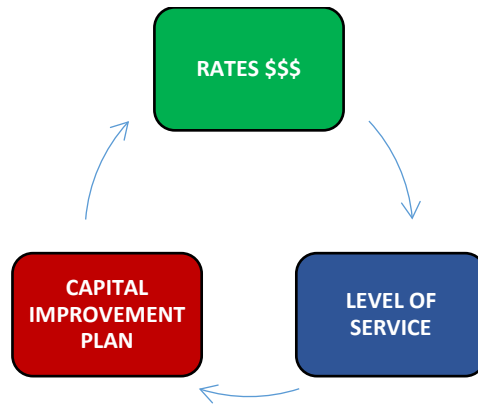 RATES $$$
CAPITAL
IMPROVEMENT
PLAN
LEVEL OF
SERVICE